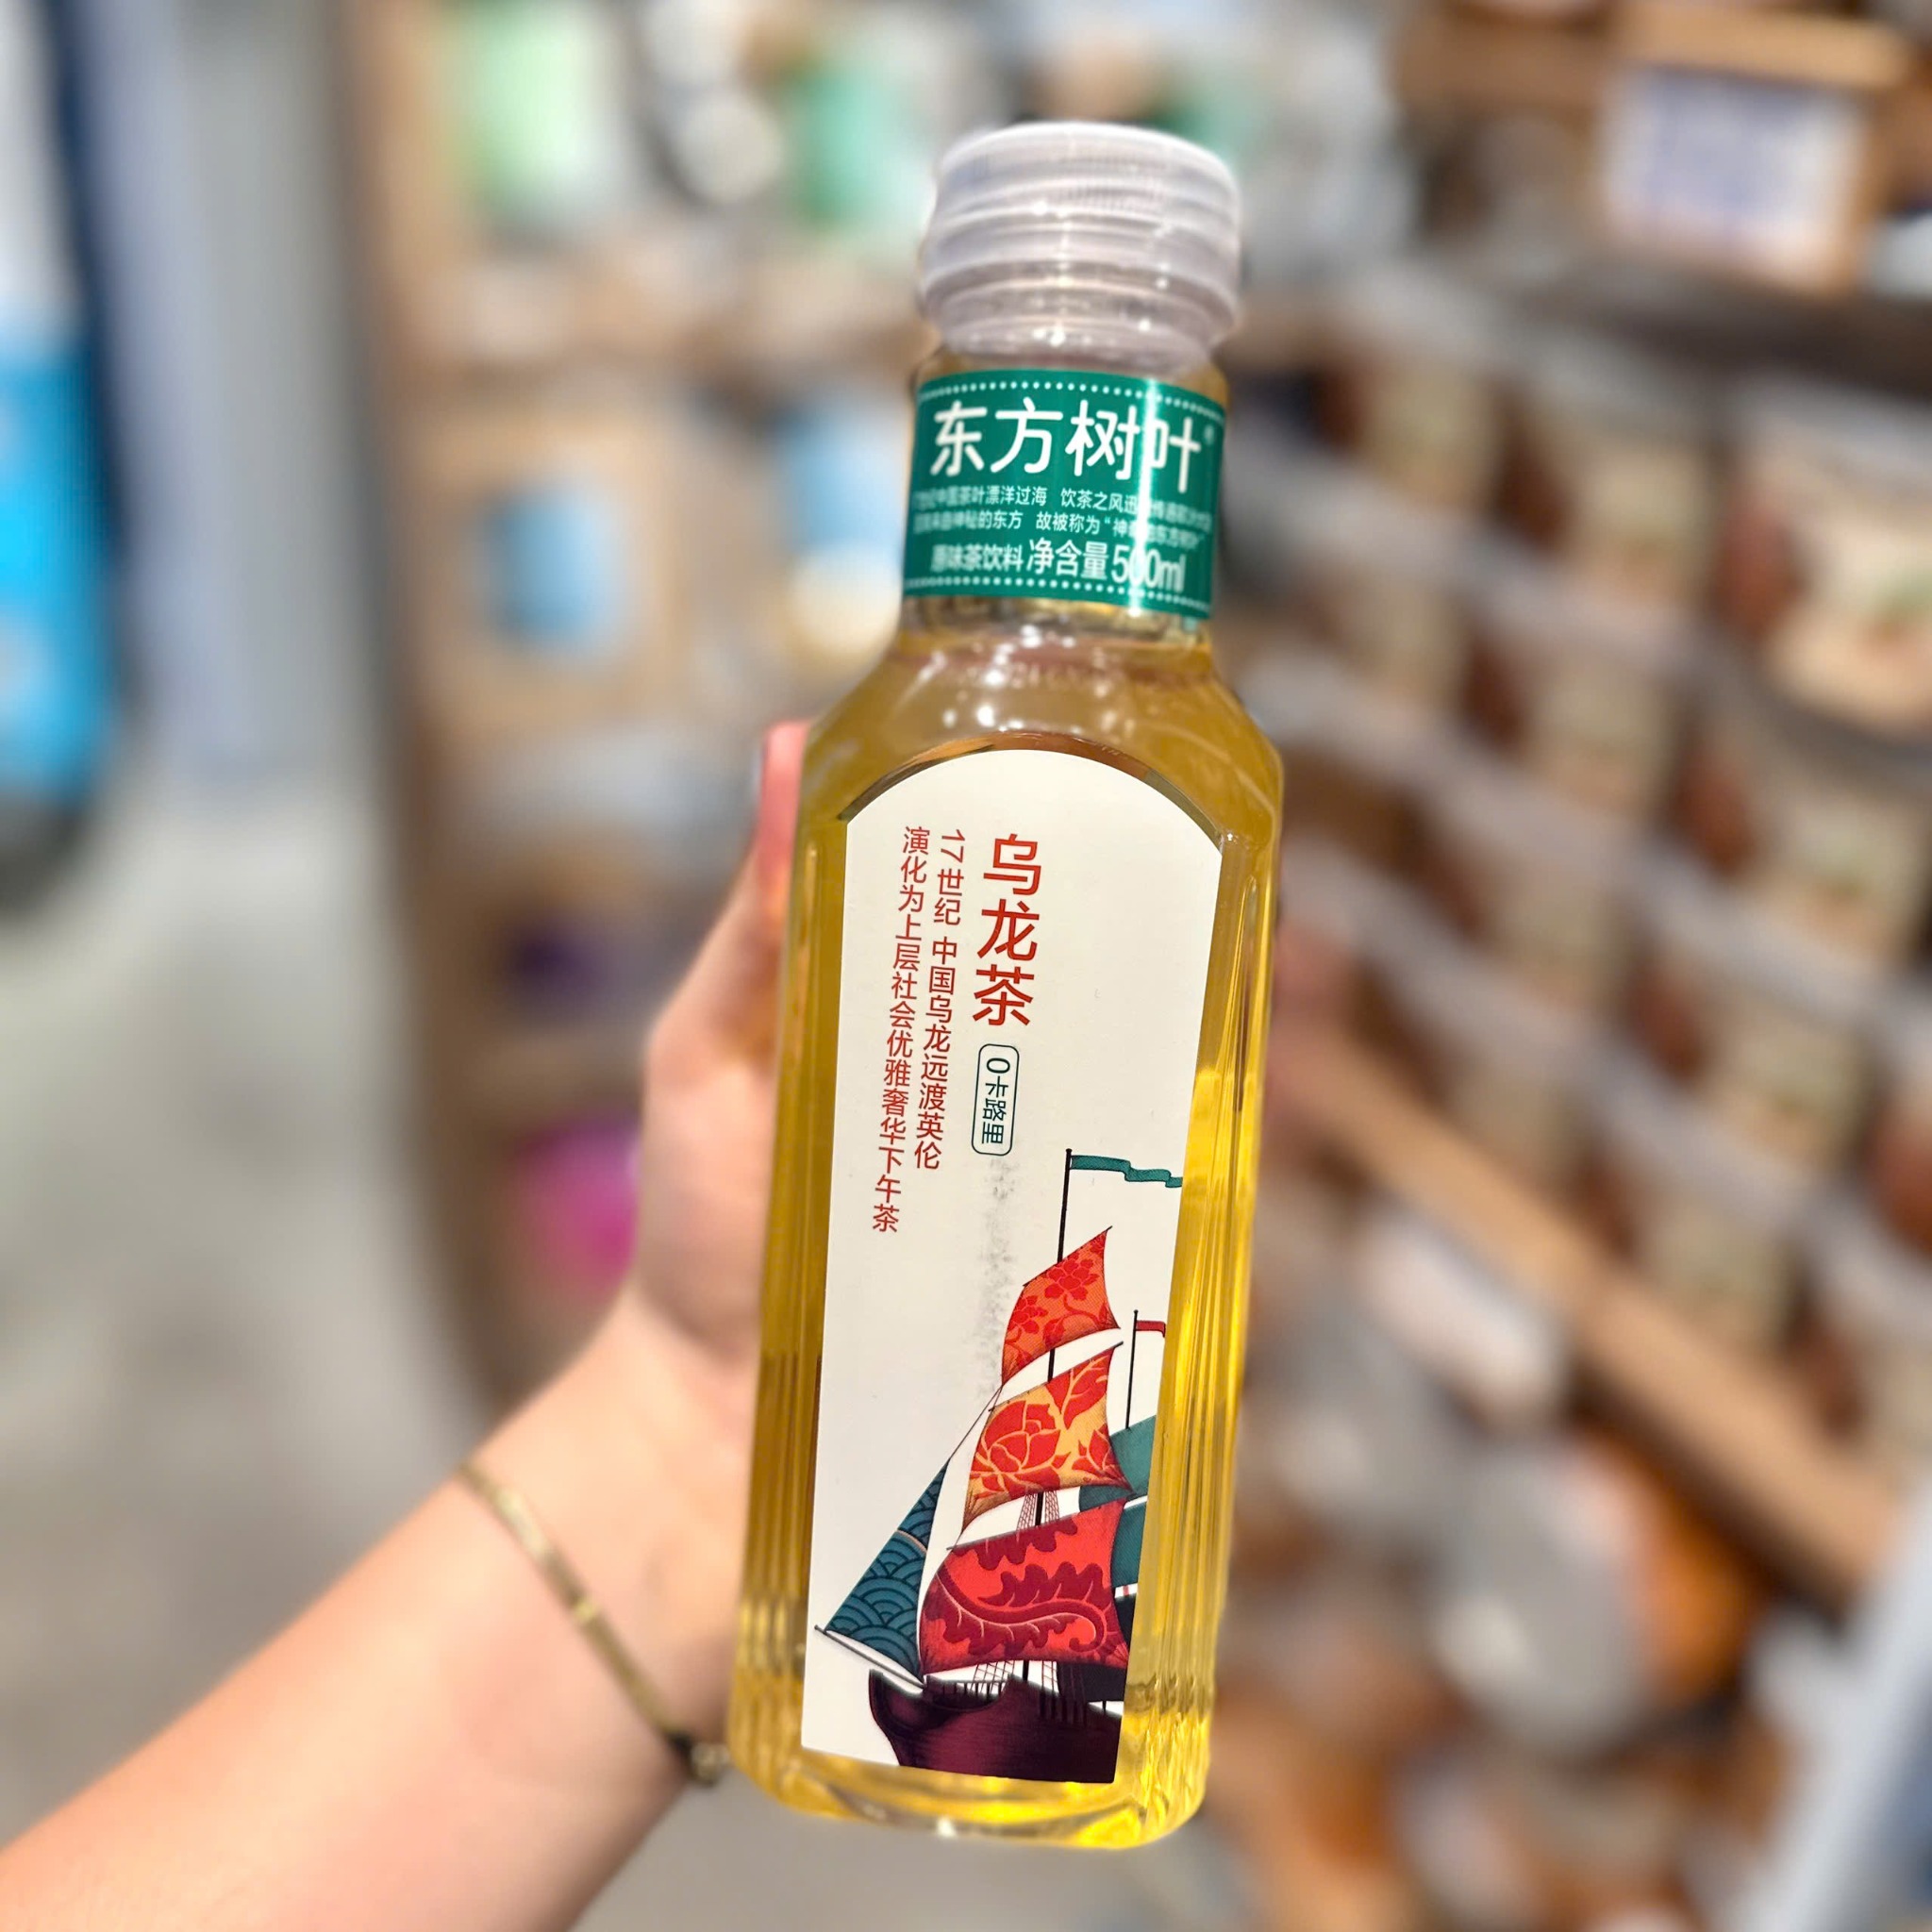 东方树叶
世纪中国茶叶漂洋过海 饮茶之风迅
来自神秘的东方 故被称为“神
原味茶饮料 净含量500ml
乌龙茶
0卡路里
17世纪 中国乌龙远渡英伦
演化为上层社会优雅奢华下午茶